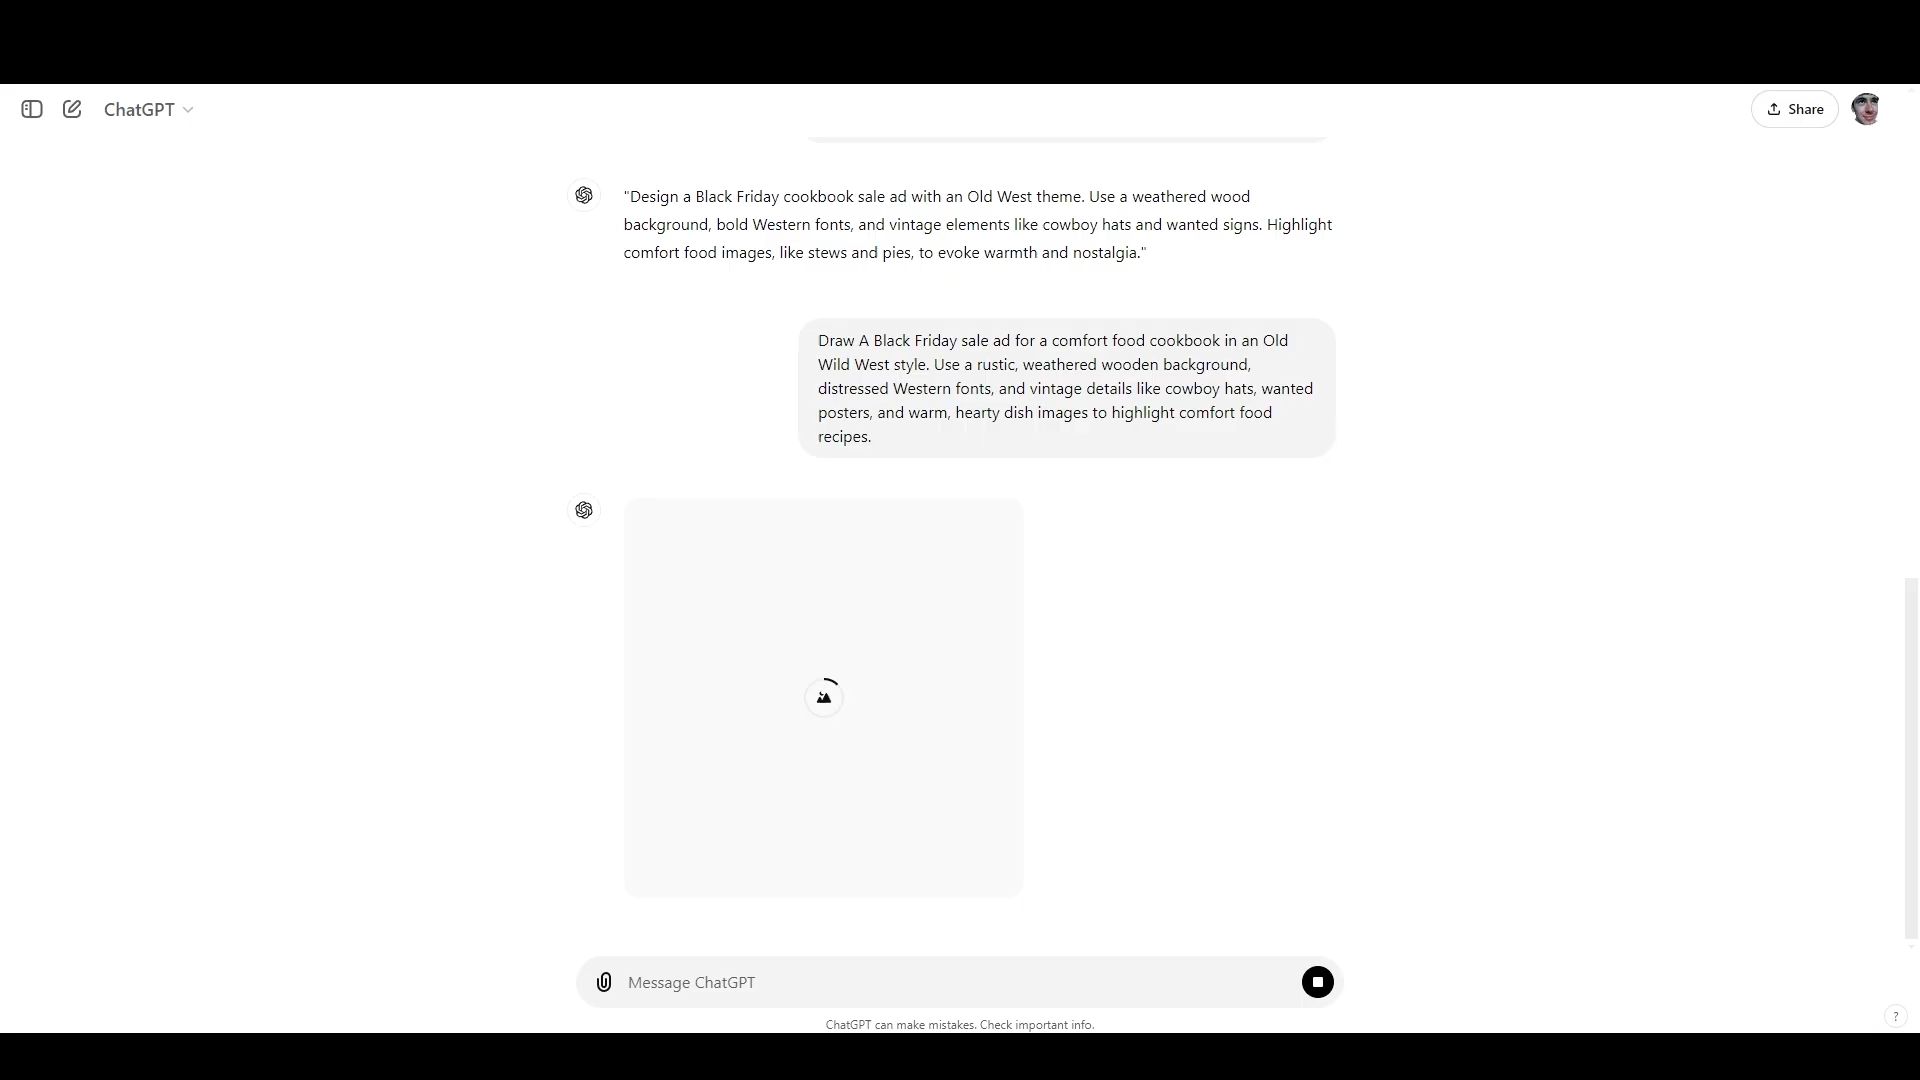 ChatGPT
Share
"Design a Black Friday cookbook sale ad with an Old West theme. Use a weathered wood
background, bold Western fonts, and vintage elements like cowboy hats and wanted signs. Highlight
comfort food images, like stews and pies, to evoke warmth and nostalgia."
Draw A Black Friday sale ad for a comfort food cookbook in an Old
Wild West style. Use a rustic, weathered wooden background,
distressed Western fonts, and vintage details like cowboy hats, wanted
posters, and warm, hearty dish images to highlight comfort food
recipes.
Message ChatGPT
ChatGPT can make mistakes. Check important info.
?